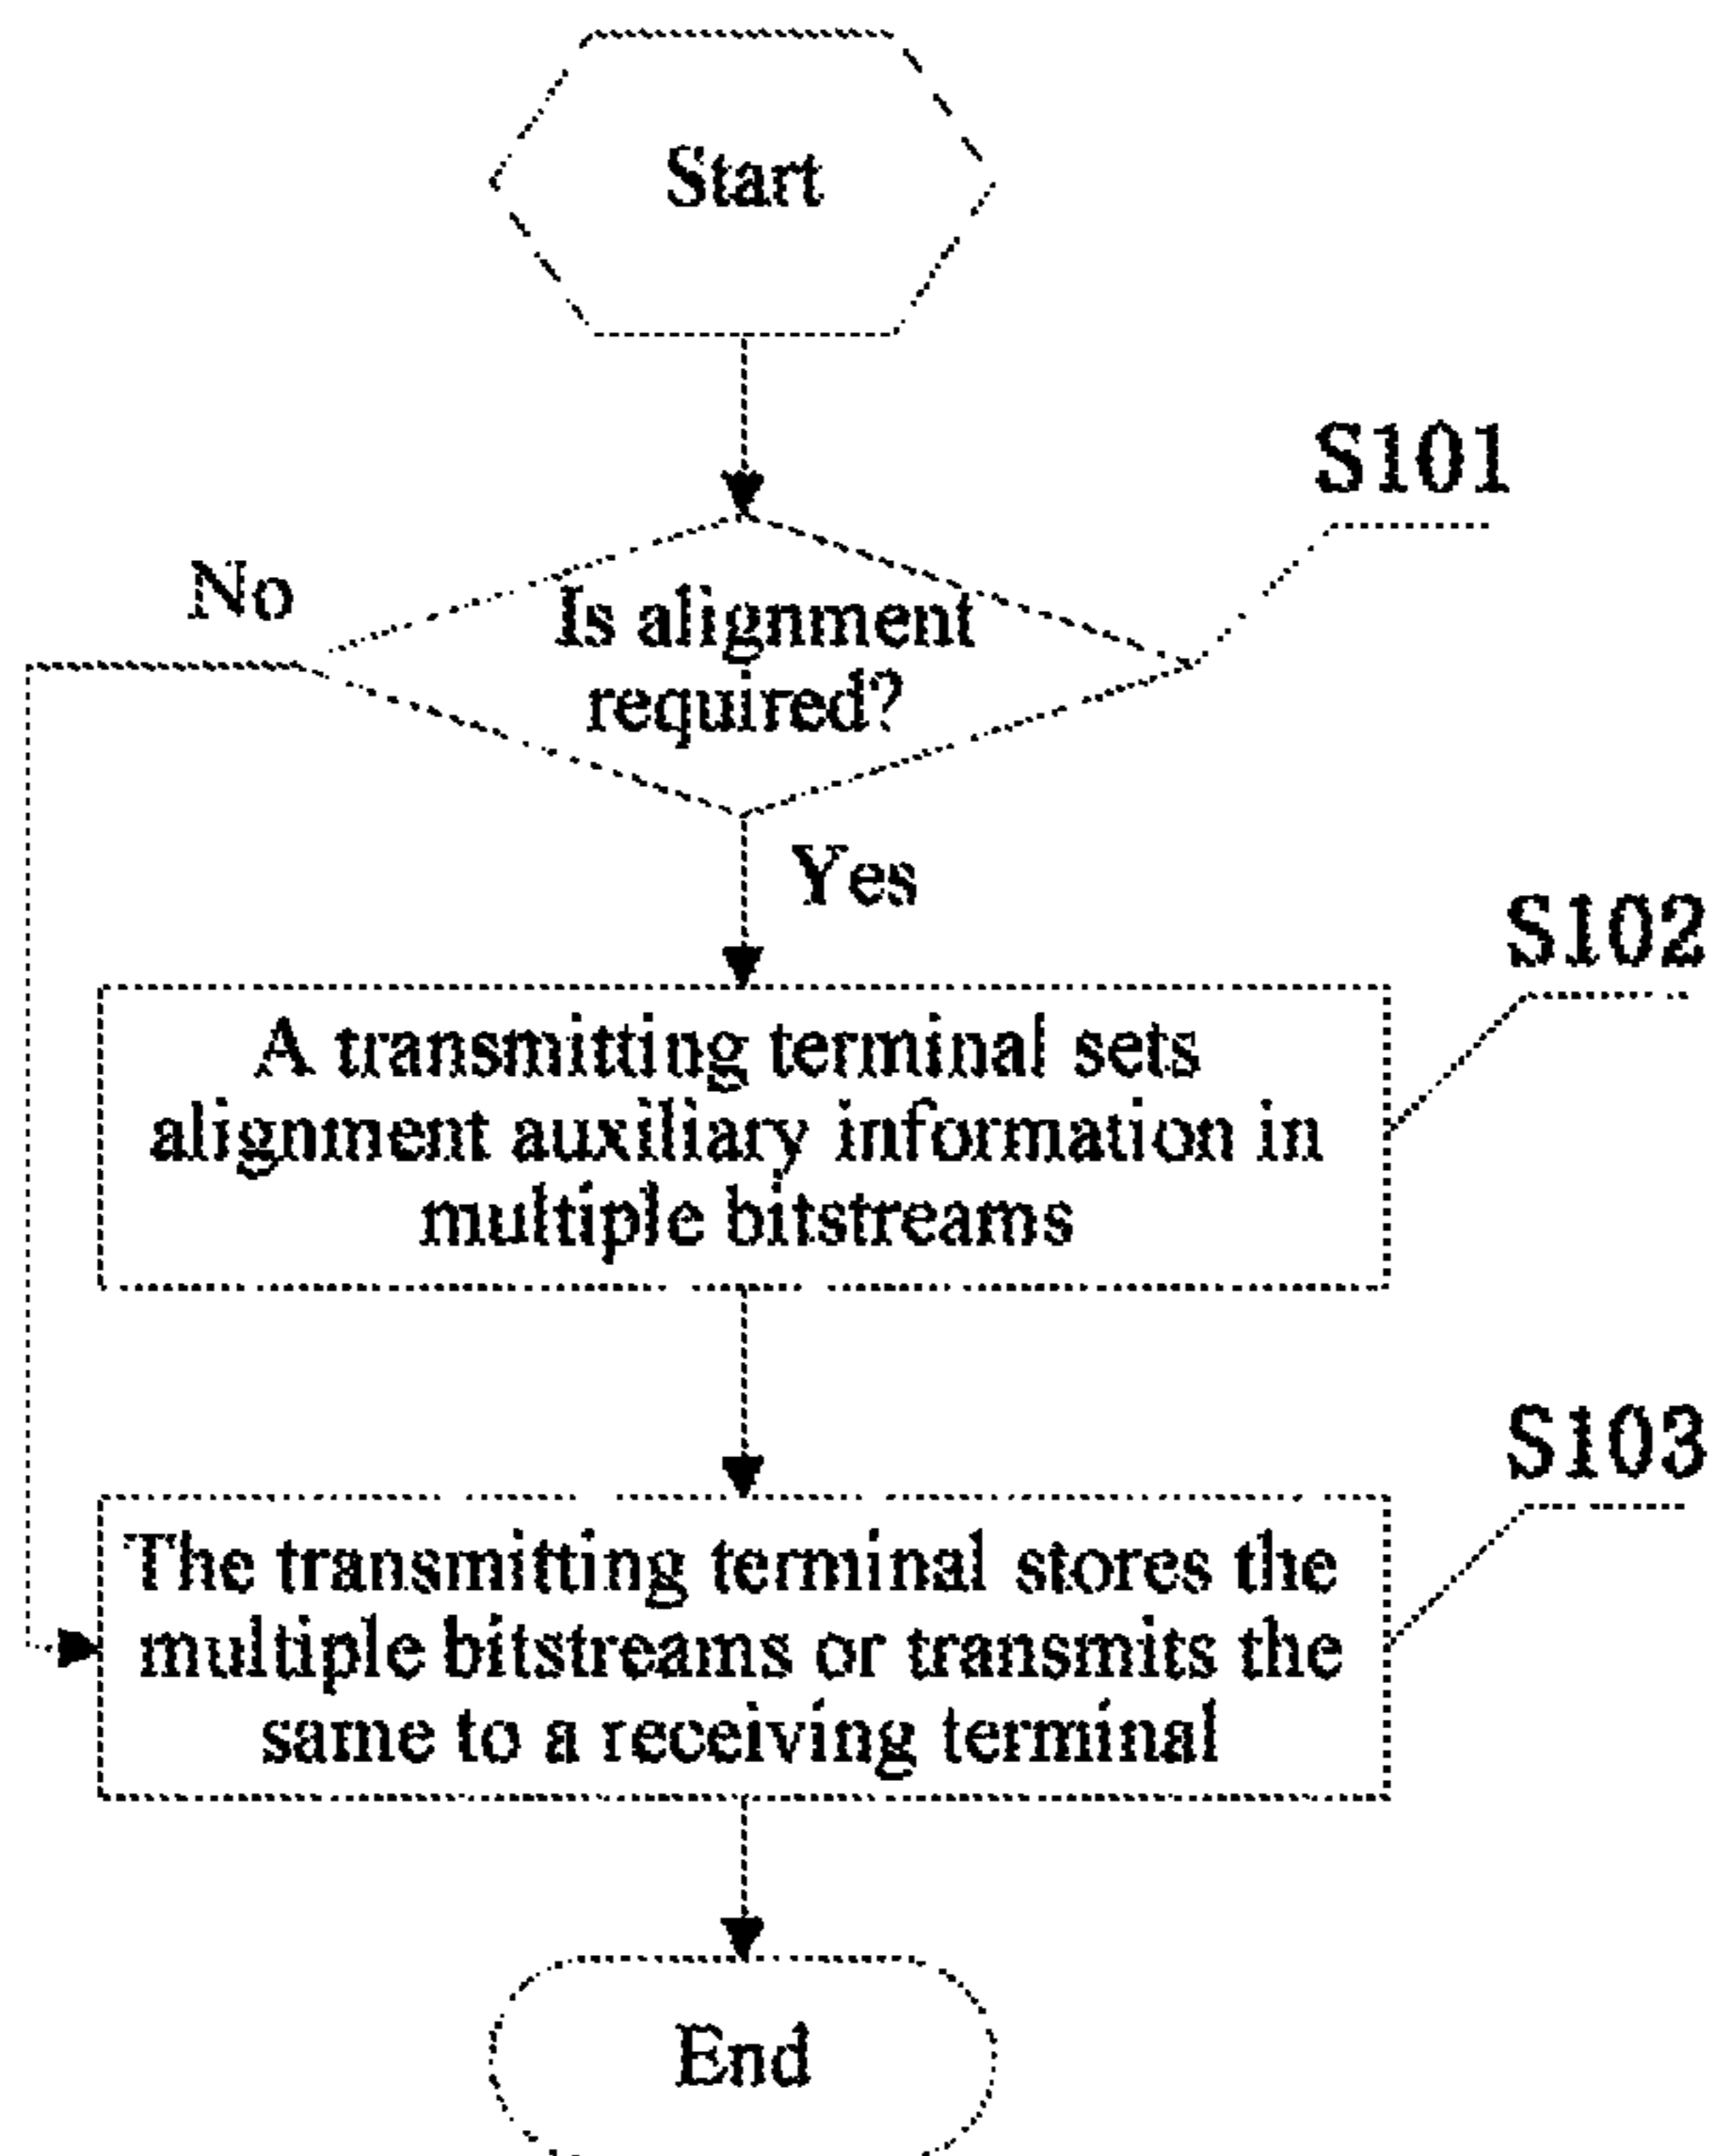 Start
S101
No
Is alignment
required?
Yes
S102
A transmitting terminal sets
alignment auxiliary information in
multiple bitstreams
S103
The transmitting terminal stores the
multiple bitstreams or transmits the
same to a receiving terminal
End